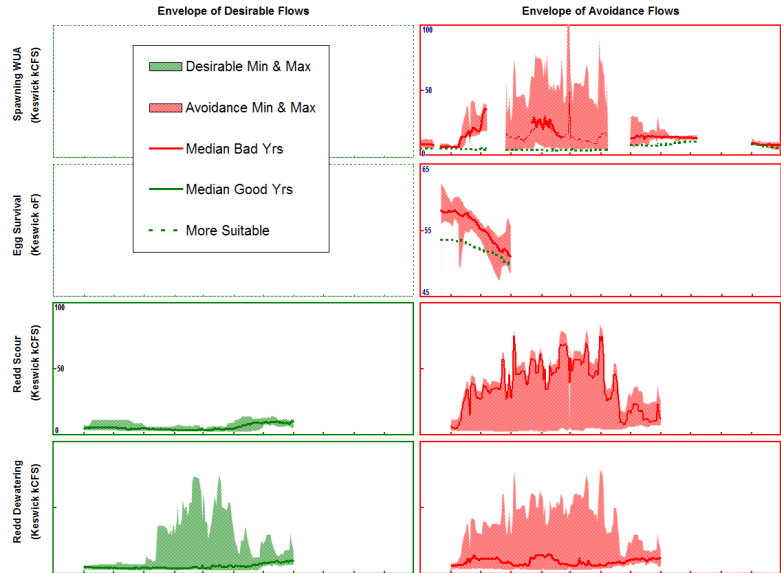 Envelope of Desirable Flows
Envelope of Avoidance Flows
Spawning WUA
(Keswick kCFS)
Desirable Min & Max
Avoidance Min & Max
Median Bad Yrs
Median Good Yrs
More Suitable
100
50
0
Egg Survival
(Keswick oF)
65
55
45
Redd Scour
(Keswick kCFS)
100
50
0
Redd Dewatering
(Keswick kCFS)